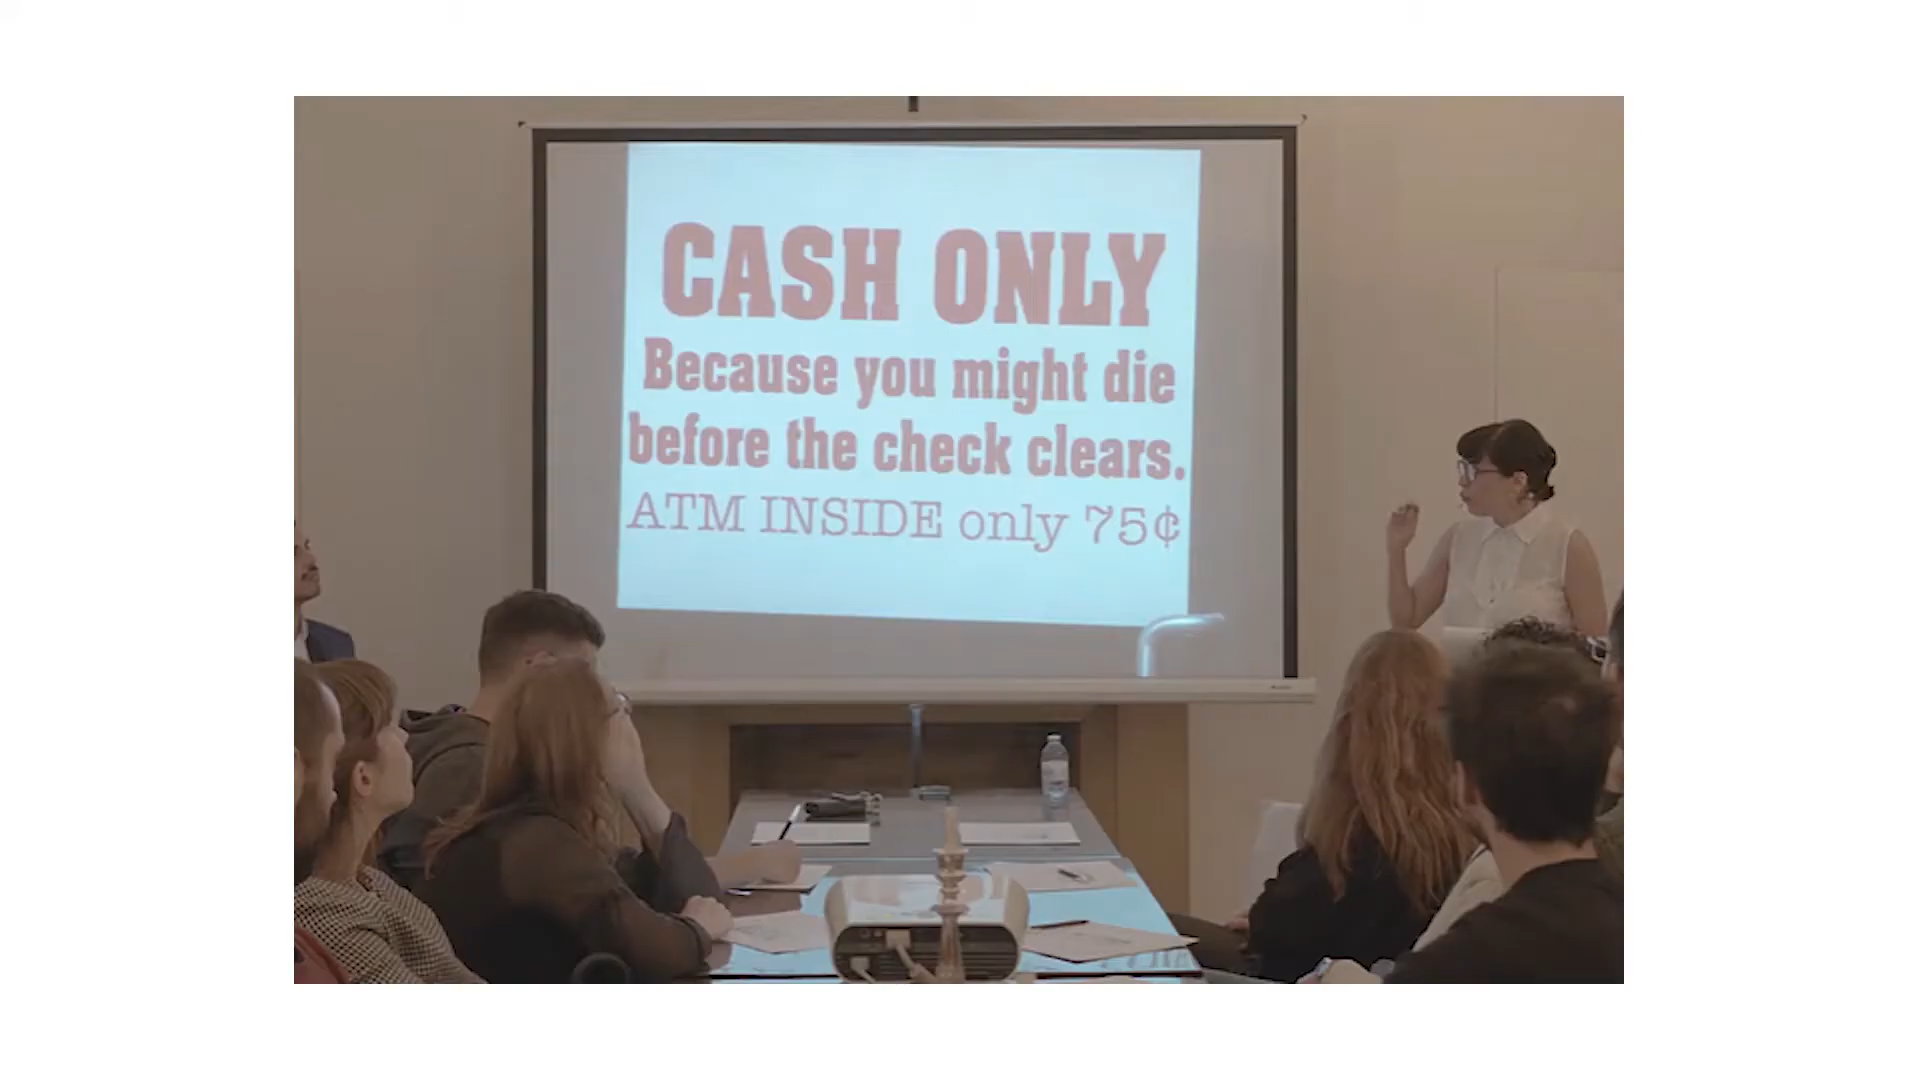 CASH ONLY
Because you might die
before the check clears.
ATM INSIDE only 75¢